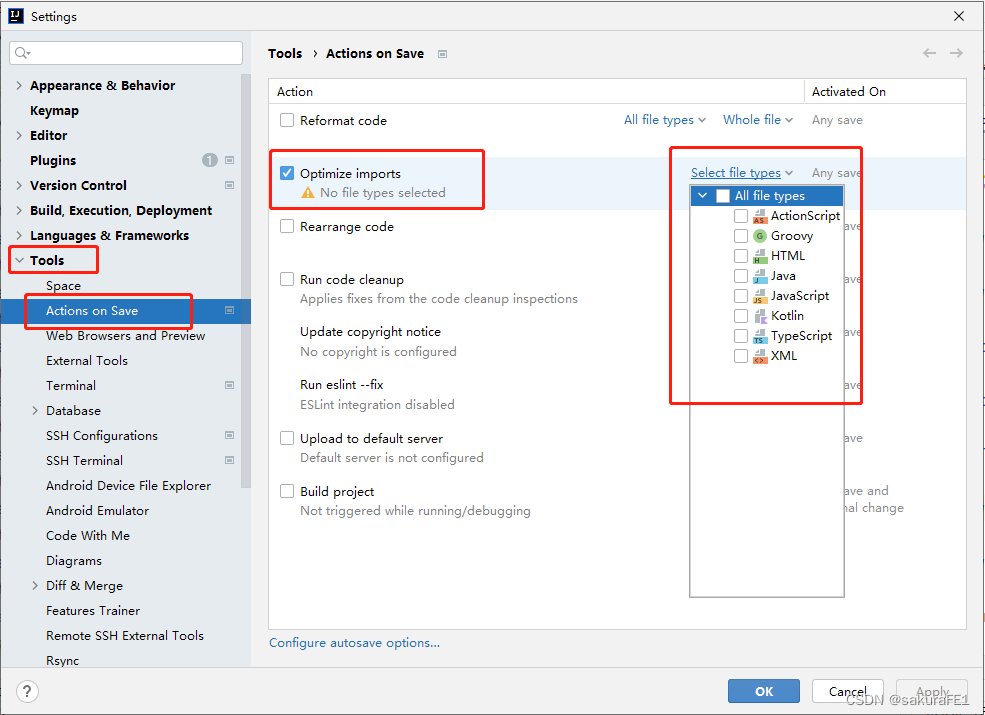 Settings
Appearance & Behavior
Keymap
Editor
Plugins 1
Version Control
Build, Execution, Deployment
Languages & Frameworks
Tools
Space
Actions on Save
Web Browsers and Preview
External Tools
Terminal
Database
SSH Configurations
SSH Terminal
Android Device File Explorer
Android Emulator
Code With Me
Diagrams
Diff & Merge
Features Trainer
Remote SSH External Tools
Rsync
Tools › Actions on Save
Action Activated On
Reformat code All file types Whole file Any save
Optimize imports Select file types Any save
No file types selected
All file types
ActionScript
Groovy
HTML
Java
JavaScript
Kotlin
TypeScript
XML
Rearrange code ave
Run code cleanup ave
Applies fixes from the code cleanup inspections
Update copyright notice ave
No copyright is configured
Run eslint --fix ave
ESLint integration disabled
Upload to default server ave
Default server is not configured
Build project ave and
Not triggered while running/debugging nal change
Configure autosave options...
? OK Cancel Apply
CSDN @sakuraFE1